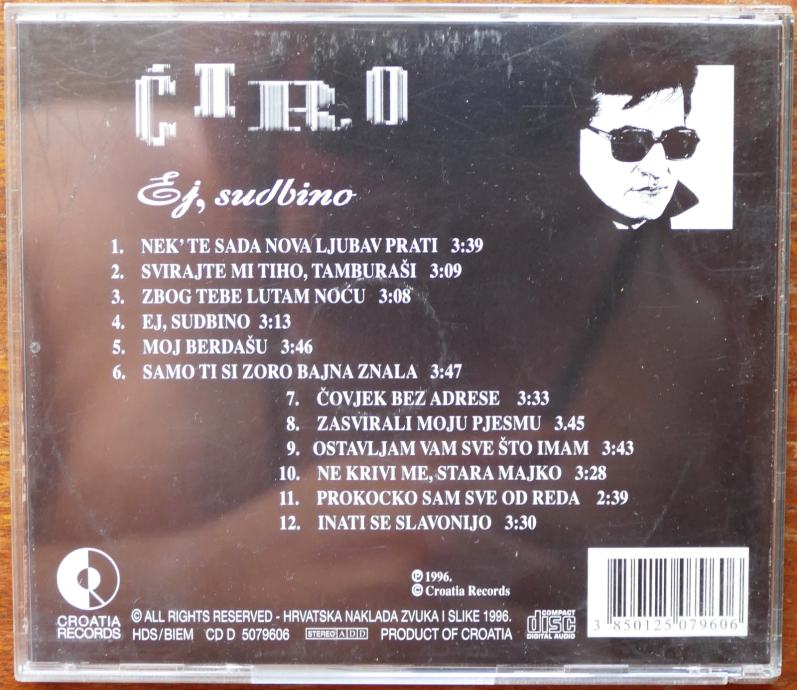 ĆIRO
Ej, sudbino
1. NEK' TE SADA NOVA LJUBAV PRATI 3:39
2. SVIRAJTE MI TIHO, TAMBURAŠI 3:09
3. ZBOG TEBE LUTAM NOĆU 3:08
4. EJ, SUDBINO 3:13
5. MOJ BERDAŠU 3:46
6. SAMO TI SI ZORO BAJNA ZNALA 3:47
7. ČOVJEK BEZ ADRESE 3:33
8. ZASVIRALI MOJU PJESMU 3.45
9. OSTAVLJAM VAM SVE ŠTO IMAM 3:43
10. NE KRIVI ME, STARA MAJKO 3:28
11. PROKOCKO SAM SVE OD REDA 2:39
12. INATI SE SLAVONIJO 3:30
℗ 1996.
© Croatia Records
CROATIA
RECORDS
© ALL RIGHTS RESERVED - HRVATSKA NAKLADA ZVUKA I SLIKE 1996.
HDS/BIEM CD D 5079606 STEREO ADD PRODUCT OF CROATIA
COMPACT
disc
DIGITAL AUDIO
3 850125 079606